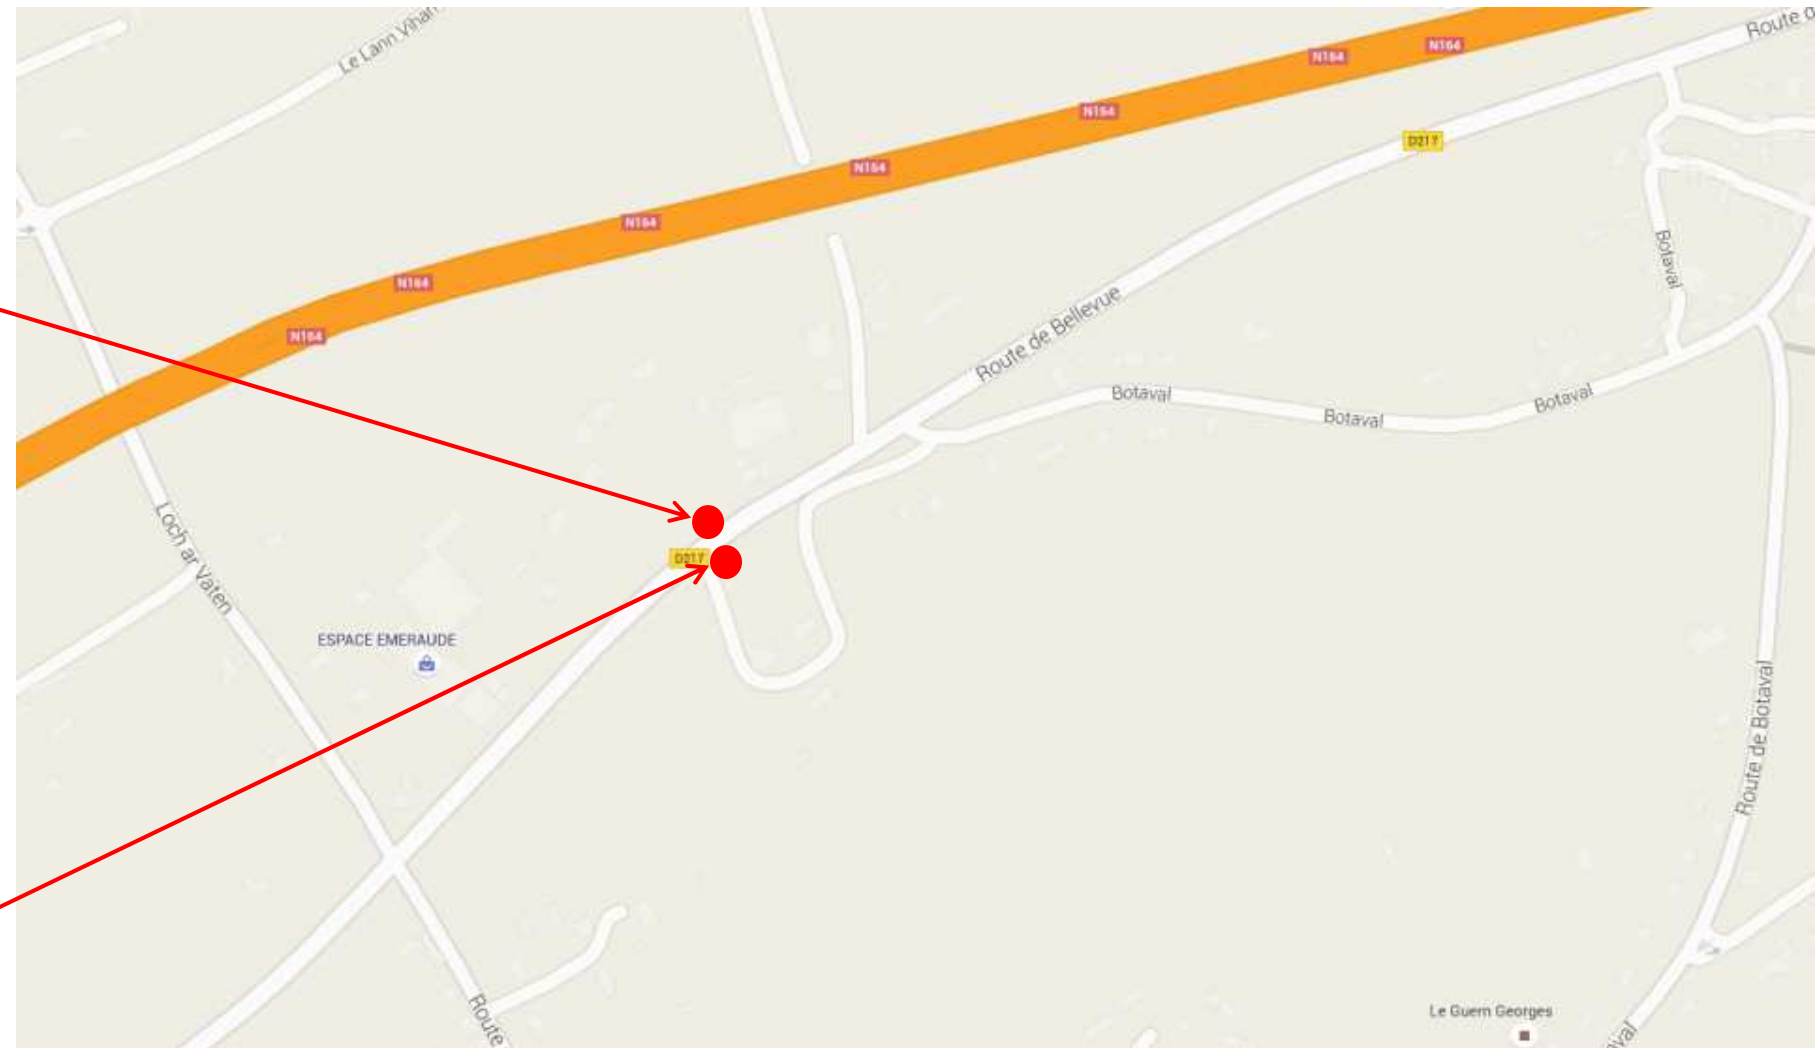 Route
Le Lann Vihan
N164
N164
N164
D217
N164
N164
Botaval
N164
Route de Bellevue
N164
Botaval
Botaval
Botaval
Loch ar Vaten
D217
ESPACE EMERAUDE
Route de Botaval
Route
Le Guern Georges